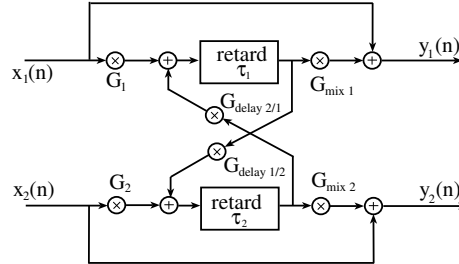 x1(n)
G1
retard
τ1
Gmix 1
y1(n)
Gdelay 2/1
Gdelay 1/2
x2(n)
G2
retard
τ2
Gmix 2
y2(n)